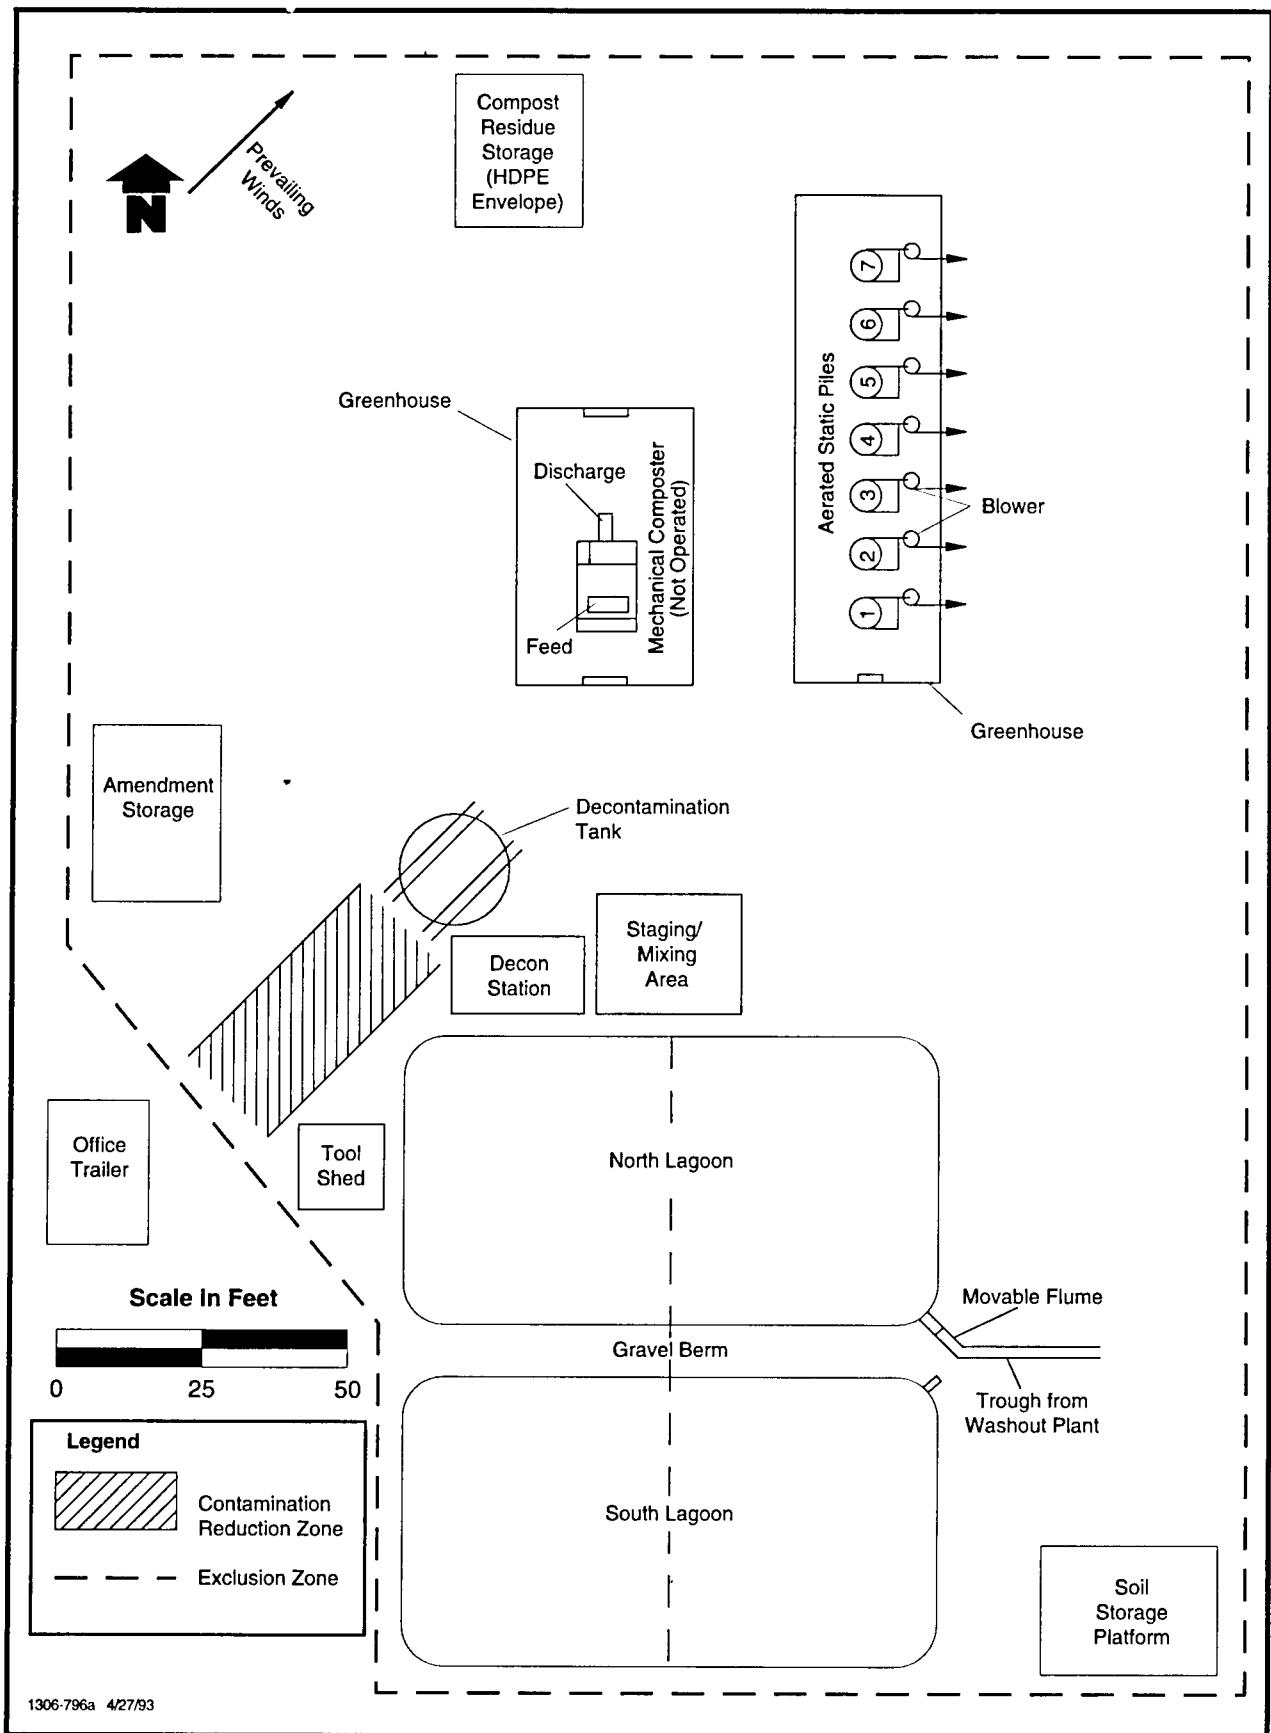 Compost
Residue
Storage
(HDPE
Envelope)
Prevailing
Winds
N
7
6
5
4
3
2
1
Aerated Static Piles
Blower
Greenhouse
Greenhouse
Discharge
Mechanical Composter
(Not Operated)
Feed
Amendment
Storage
Decontamination
Tank
Staging/
Mixing
Area
Decon
Station
Office
Trailer
Tool
Shed
North Lagoon
Scale in Feet
0 25 50
Movable Flume
Gravel Berm
Trough from
Washout Plant
Legend
Contamination
Reduction Zone
Exclusion Zone
South Lagoon
Soil
Storage
Platform
1306-796a 4/27/93